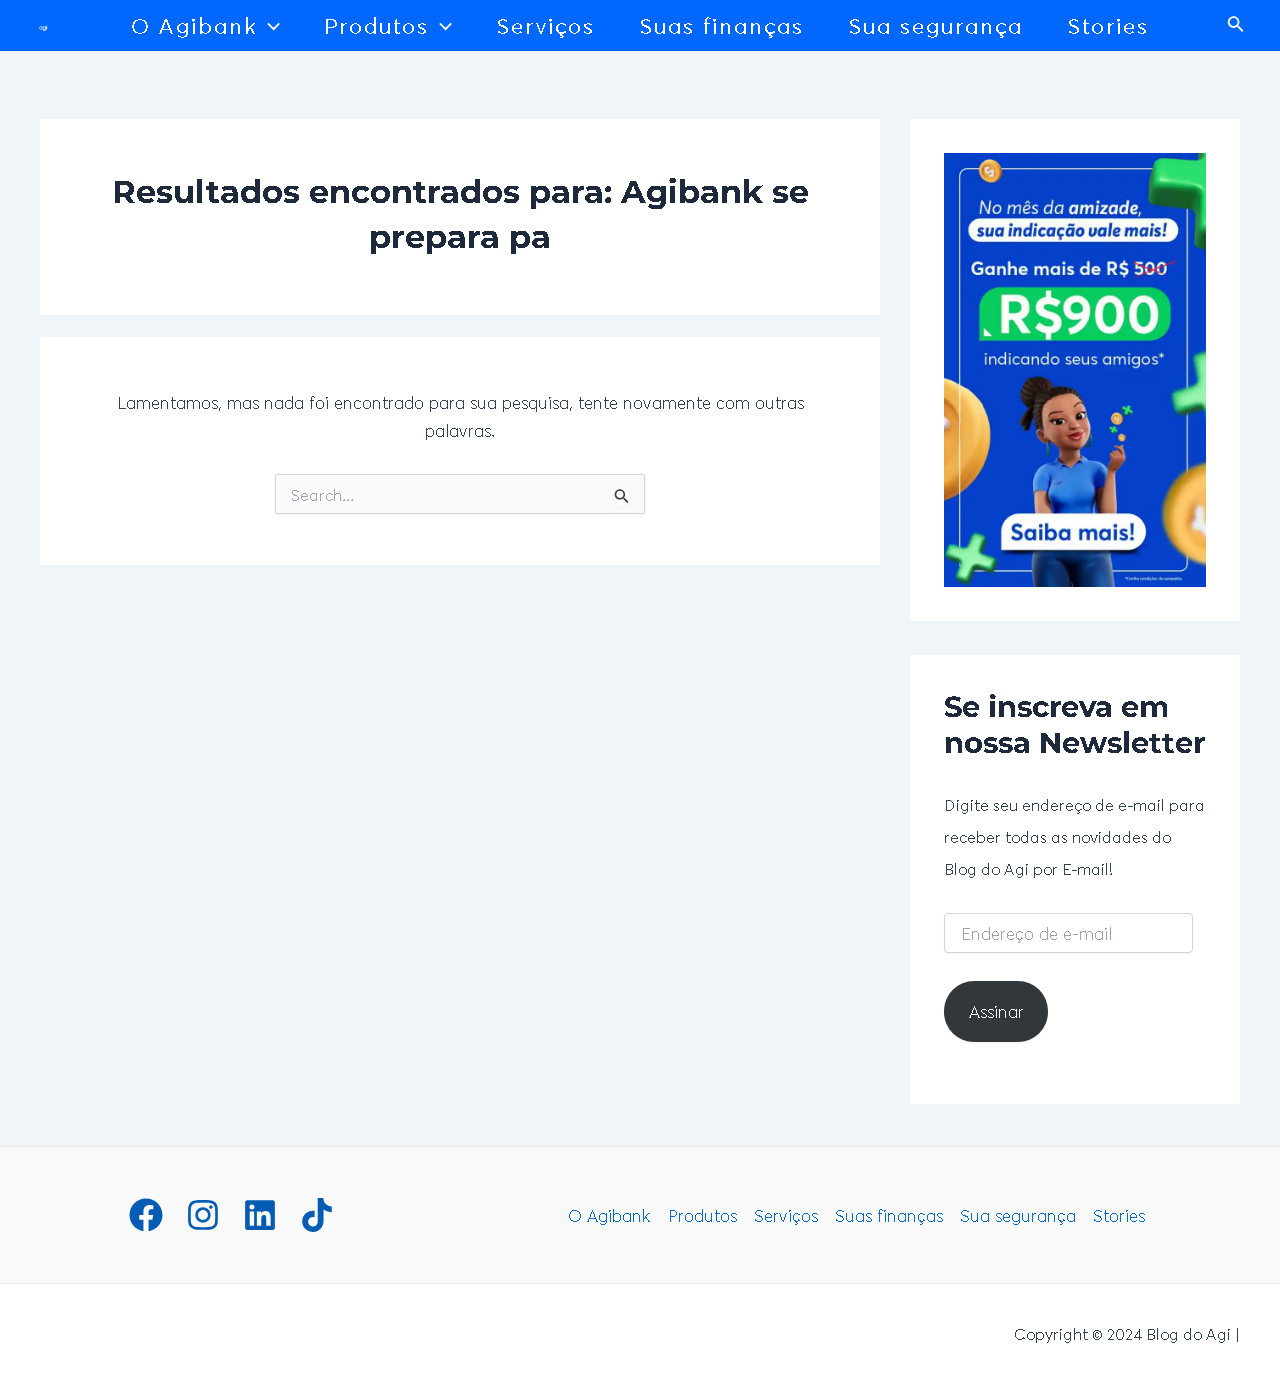 agi
O Agibank
Produtos
Serviços
Suas finanças
Sua segurança
Stories
Resultados encontrados para: Agibank se
prepara pa
Lamentamos, mas nada foi encontrado para sua pesquisa, tente novamente com outras
palavras.
Search...
No mês da amizade,
sua indicação vale mais!
Ganhe mais de R$ 500
R$900
indicando seus amigos*
Saiba mais!
*Confira condições da campanha
Se inscreva em
nossa Newsletter
Digite seu endereço de e-mail para
receber todas as novidades do
Blog do Agi por E-mail!
Endereço de e-mail
Assinar
O Agibank
Produtos
Serviços
Suas finanças
Sua segurança
Stories
Copyright © 2024 Blog do Agi |